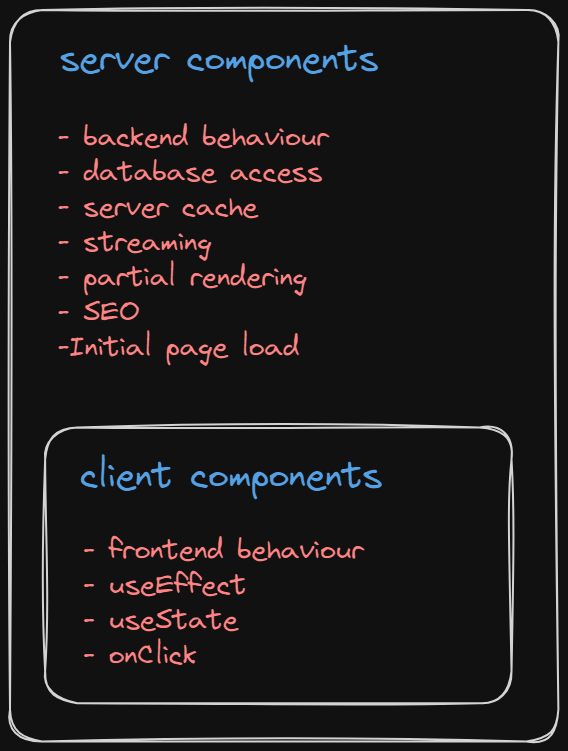 server components
- backend behaviour
- database access
- server cache
- streaming
- partial rendering
- SEO
-Initial page load
client components
- frontend behaviour
- useEffect
- useState
- onClick